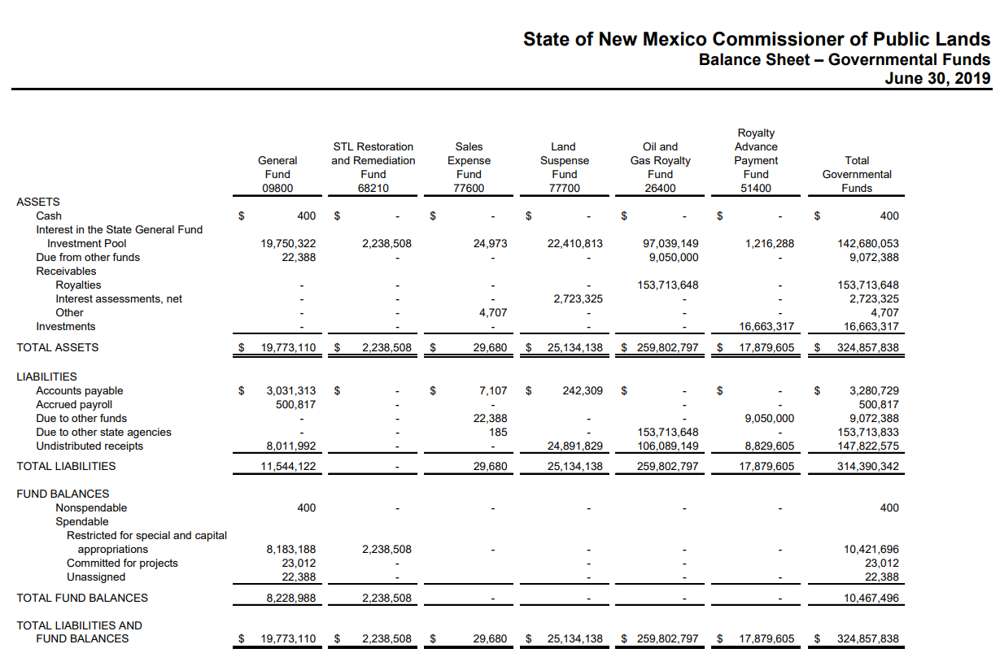 State of New Mexico Commissioner of Public Lands
Balance Sheet – Governmental Funds
June 30, 2019
Royalty
STL Restoration Sales Land Oil and Advance
General and Remediation Expense Suspense Gas Royalty Payment Total
Fund Fund Fund Fund Fund Fund Governmental
09800 68210 77600 77700 26400 51400 Funds
ASSETS
Cash $ 400 $ - $ - $ - $ - $ - $ 400
Interest in the State General Fund
Investment Pool 19,750,322 2,238,508 24,973 22,410,813 97,039,149 1,216,288 142,680,053
Due from other funds 22,388 - - - 9,050,000 - 9,072,388
Receivables
Royalties - - - - 153,713,648 - 153,713,648
Interest assessments, net - - - 2,723,325 - - 2,723,325
Other - - 4,707 - - - 4,707
Investments - - - - - 16,663,317 16,663,317
TOTAL ASSETS $ 19,773,110 $ 2,238,508 $ 29,680 $ 25,134,138 $ 259,802,797 $ 17,879,605 $ 324,857,838
LIABILITIES
Accounts payable $ 3,031,313 $ - $ 7,107 $ 242,309 $ - $ - $ 3,280,729
Accrued payroll 500,817 - - - - 500,817
Due to other funds - - 22,388 - - 9,050,000 9,072,388
Due to other state agencies - - 185 - 153,713,648 - 153,713,833
Undistributed receipts 8,011,992 - - 24,891,829 106,089,149 8,829,605 147,822,575
TOTAL LIABILITIES 11,544,122 - 29,680 25,134,138 259,802,797 17,879,605 314,390,342
FUND BALANCES
Nonspendable 400 - - - - - 400
Spendable
Restricted for special and capital
appropriations 8,183,188 2,238,508 - - - - 10,421,696
Committed for projects 23,012 - - - 23,012
Unassigned 22,388 - - - - 22,388
TOTAL FUND BALANCES 8,228,988 2,238,508 - - - - 10,467,496
TOTAL LIABILITIES AND
FUND BALANCES $ 19,773,110 $ 2,238,508 $ 29,680 $ 25,134,138 $ 259,802,797 $ 17,879,605 $ 324,857,838